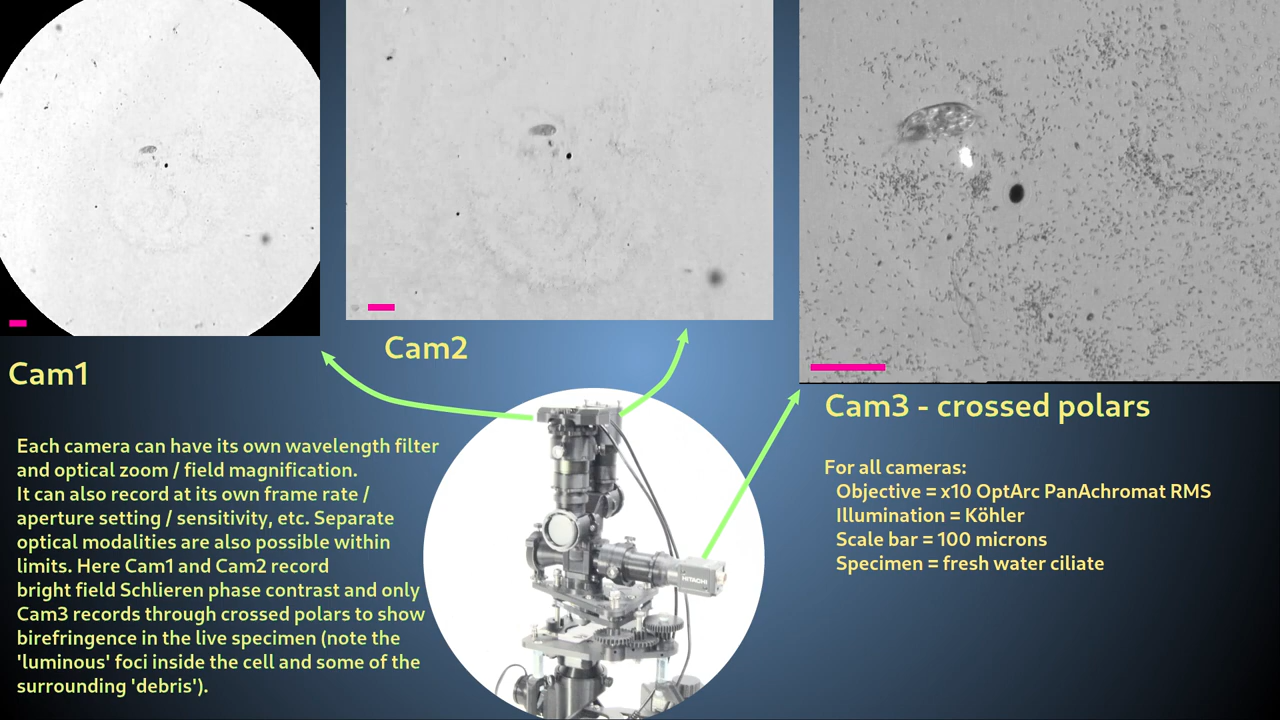 Cam1
Cam2
Cam3 - crossed polars
Each camera can have its own wavelength filter
and optical zoom / field magnification.
It can also record at its own frame rate /
aperture setting / sensitivity, etc. Separate
optical modalities are also possible within
limits. Here Cam1 and Cam2 record
bright field Schlieren phase contrast and only
Cam3 records through crossed polars to show
birefringence in the live specimen (note the
'luminous' foci inside the cell and some of the
surrounding 'debris').
HITACHI
For all cameras:
Objective = x10 OptArc PanAchromat RMS
Illumination = Köhler
Scale bar = 100 microns
Specimen = fresh water ciliate